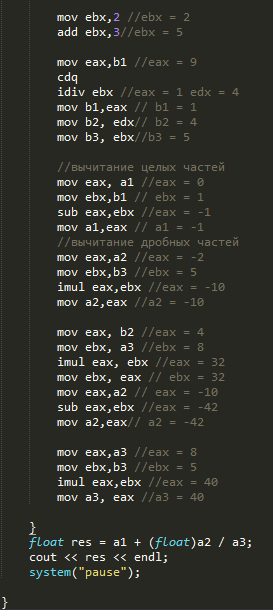 mov ebx,2 //ebx = 2
add ebx,3//ebx = 5
mov eax,b1 //eax = 9
cdq
idiv ebx //eax = 1 edx = 4
mov b1,eax // b1 = 1
mov b2, edx// b2 = 4
mov b3, ebx//b3 = 5
//вычитание целых частей
mov eax, a1 //eax = 0
mov ebx,b1 // ebx = 1
sub eax,ebx //eax = -1
mov a1,eax // a1 = -1
//вычитание дробных частей
mov eax,a2 //eax = -2
mov ebx,b3 //ebx = 5
imul eax,ebx //eax = -10
mov a2,eax //a2 = -10
mov eax, b2 //eax = 4
mov ebx, a3 //ebx = 8
imul eax, ebx //eax = 32
mov ebx, eax // ebx = 32
mov eax,a2 // eax = -10
sub eax,ebx //eax = -42
mov a2,eax// a2 = -42
mov eax,a3 //eax = 8
mov ebx,b3 //ebx = 5
imul eax,ebx //eax = 40
mov a3, eax //a3 = 40
}
float res = a1 + (float)a2 / a3;
cout << res << endl;
system("pause");
}